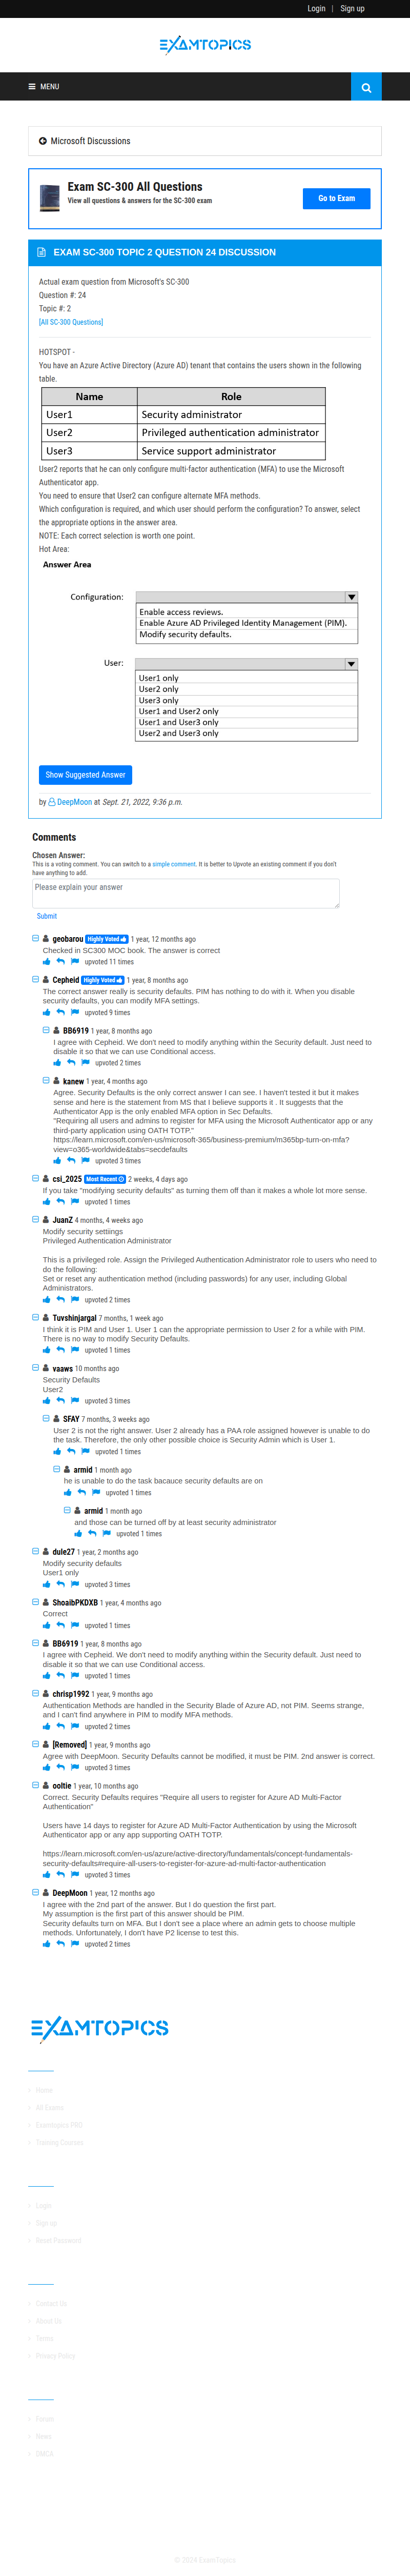 Login | Sign up
EXAMTOPICS
MENU
Microsoft Discussions
Exam SC-300 All Questions
View all questions & answers for the SC-300 exam
Go to Exam
EXAM SC-300 TOPIC 2 QUESTION 24 DISCUSSION
Actual exam question from Microsoft's SC-300
Question #: 24
Topic #: 2
[All SC-300 Questions]
HOTSPOT -
You have an Azure Active Directory (Azure AD) tenant that contains the users shown in the following
table.
Name Role
User1 Security administrator
User2 Privileged authentication administrator
User3 Service support administrator
User2 reports that he can only configure multi-factor authentication (MFA) to use the Microsoft
Authenticator app.
You need to ensure that User2 can configure alternate MFA methods.
Which configuration is required, and which user should perform the configuration? To answer, select
the appropriate options in the answer area.
NOTE: Each correct selection is worth one point.
Hot Area:
Answer Area
Configuration:
Enable access reviews.
Enable Azure AD Privileged Identity Management (PIM).
Modify security defaults.
User:
User1 only
User2 only
User3 only
User1 and User2 only
User1 and User3 only
User2 and User3 only
Show Suggested Answer
by DeepMoon at Sept. 21, 2022, 9:36 p.m.
Comments
Chosen Answer:
This is a voting comment. You can switch to a simple comment. It is better to Upvote an existing comment if you don't
have anything to add.
Please explain your answer
Submit
geobarou Highly Voted 1 year, 12 months ago
Checked in SC300 MOC book. The answer is correct
upvoted 11 times
Cepheid Highly Voted 1 year, 8 months ago
The correct answer really is security defaults. PIM has nothing to do with it. When you disable
security defaults, you can modify MFA settings.
upvoted 9 times
BB6919 1 year, 8 months ago
I agree with Cepheid. We don't need to modify anything within the Security default. Just need to
disable it so that we can use Conditional access.
upvoted 2 times
kanew 1 year, 4 months ago
Agree. Security Defaults is the only correct answer I can see. I haven't tested it but it makes
sense and here is the statement from MS that I believe supports it . It suggests that the
Authenticator App is the only enabled MFA option in Sec Defaults.
"Requiring all users and admins to register for MFA using the Microsoft Authenticator app or any
third-party application using OATH TOTP."
https://learn.microsoft.com/en-us/microsoft-365/business-premium/m365bp-turn-on-mfa?
view=o365-worldwide&tabs=secdefaults
upvoted 3 times
csi_2025 Most Recent 2 weeks, 4 days ago
If you take "modifying security defaults" as turning them off than it makes a whole lot more sense.
upvoted 1 times
JuanZ 4 months, 4 weeks ago
Modify security settiings
Privileged Authentication Administrator
This is a privileged role. Assign the Privileged Authentication Administrator role to users who need to
do the following:
Set or reset any authentication method (including passwords) for any user, including Global
Administrators.
upvoted 2 times
Tuvshinjargal 7 months, 1 week ago
I think it is PIM and User 1. User 1 can the appropriate permission to User 2 for a while with PIM.
There is no way to modify Security Defaults.
upvoted 1 times
vaaws 10 months ago
Security Defaults
User2
upvoted 3 times
SFAY 7 months, 3 weeks ago
User 2 is not the right answer. User 2 already has a PAA role assigned however is unable to do
the task. Therefore, the only other possible choice is Security Admin which is User 1.
upvoted 1 times
armid 1 month ago
he is unable to do the task bacauce security defaults are on
upvoted 1 times
armid 1 month ago
and those can be turned off by at least security administrator
upvoted 1 times
dule27 1 year, 2 months ago
Modify security defaults
User1 only
upvoted 3 times
ShoaibPKDXB 1 year, 4 months ago
Correct
upvoted 1 times
BB6919 1 year, 8 months ago
I agree with Cepheid. We don't need to modify anything within the Security default. Just need to
disable it so that we can use Conditional access.
upvoted 1 times
chrisp1992 1 year, 9 months ago
Authentication Methods are handled in the Security Blade of Azure AD, not PIM. Seems strange,
and I can't find anywhere in PIM to modify MFA methods.
upvoted 2 times
[Removed] 1 year, 9 months ago
Agree with DeepMoon. Security Defaults cannot be modified, it must be PIM. 2nd answer is correct.
upvoted 3 times
ooltie 1 year, 10 months ago
Correct. Security Defaults requires "Require all users to register for Azure AD Multi-Factor
Authentication"
Users have 14 days to register for Azure AD Multi-Factor Authentication by using the Microsoft
Authenticator app or any app supporting OATH TOTP.
https://learn.microsoft.com/en-us/azure/active-directory/fundamentals/concept-fundamentals-
security-defaults#require-all-users-to-register-for-azure-ad-multi-factor-authentication
upvoted 3 times
DeepMoon 1 year, 12 months ago
I agree with the 2nd part of the answer. But I do question the first part.
My assumption is the first part of this answer should be PIM.
Security defaults turn on MFA. But I don't see a place where an admin gets to choose multiple
methods. Unfortunately, I don't have P2 license to test this.
upvoted 2 times
EXAMTOPICS
Home
All Exams
Examtopics PRO
Training Courses
Login
Sign up
Reset Password
Contact Us
About Us
Terms
Privacy Policy
Forum
News
DMCA
© 2024 ExamTopics